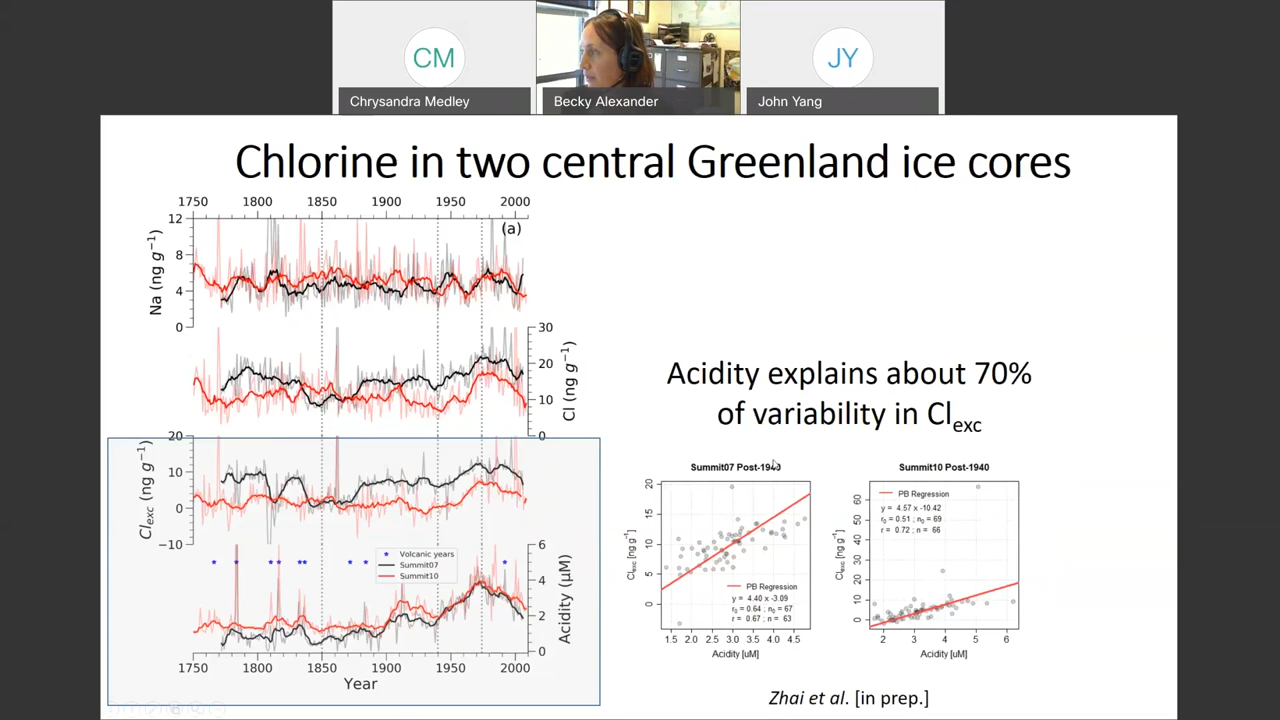 CM
JY
Chrysandra Medley
Becky Alexander
John Yang
Chlorine in two central Greenland ice cores
1750 1800 1850 1900 1950 2000
(a)
12
8
4
0
Na (ng g⁻¹)
30
20
10
0
Cl (ng g⁻¹)
20
10
0
−10
Clexc (ng g⁻¹)
6
4
2
0
Acidity (μM)
Volcanic years
Summit07
Summit10
1750 1800 1850 1900 1950 2000
Year
Acidity explains about 70%
of variability in Clexc
Summit07 Post-1940
20
15
10
5
0
Clexc [ng g⁻¹]
PB Regression
y = 4.40 x -3.09
r0 = 0.64 ; n0 = 67
r = 0.67 ; n = 63
1.5 2.0 2.5 3.0 3.5 4.0 4.5
Acidity [uM]
Summit10 Post-1940
60
50
40
30
20
10
0
Clexc [ng g⁻¹]
PB Regression
y = 4.57 x -10.42
r0 = 0.51 ; n0 = 69
r = 0.72 ; n = 66
2 3 4 5 6
Acidity [uM]
Zhai et al. [in prep.]